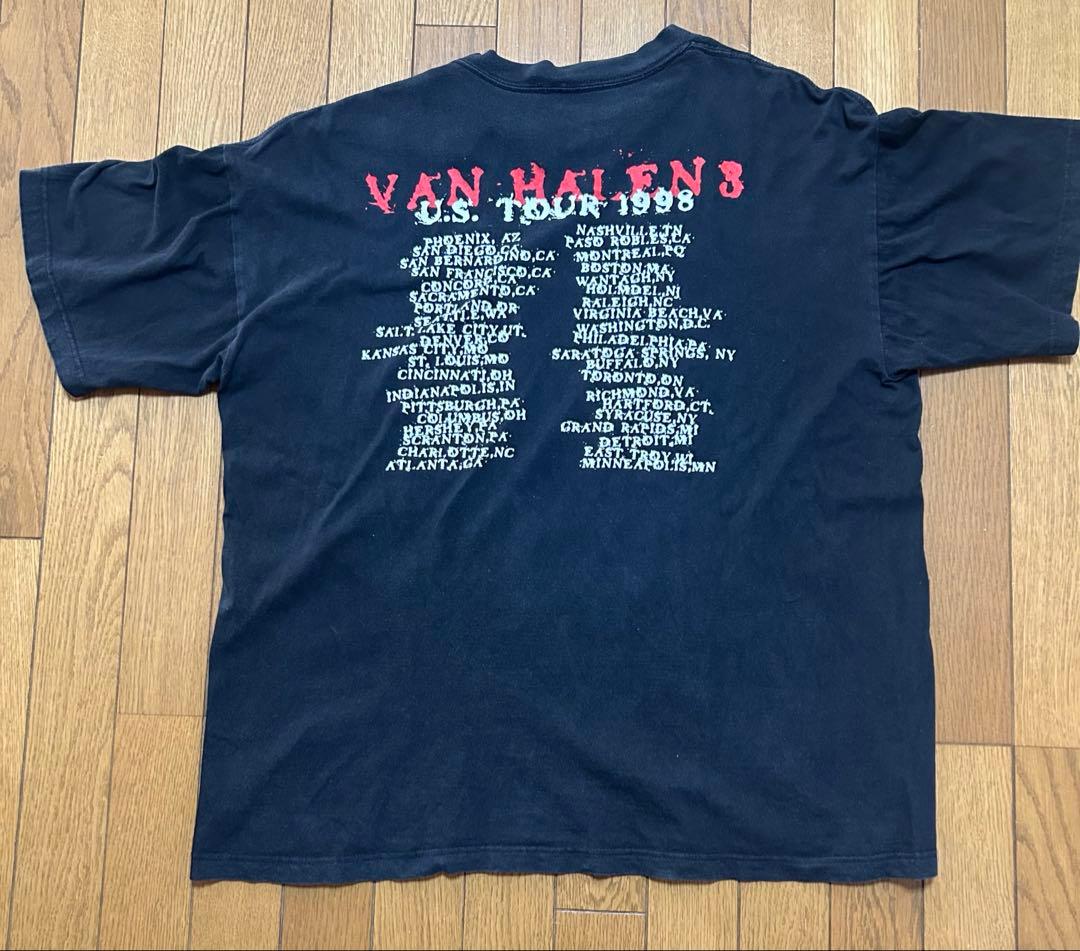 VAN HALEN 3
U.S. TOUR 1998
PHOENIX, AZ
SAN DIEGO,CA
SAN BERNARDINO,CA
SAN FRANCISCO,CA
CONCORD,CA
SACRAMENTO,CA
PORTLAND,OR
SEATTLE,WA
SALT LAKE CITY,UT.
DENVER,CO
KANSAS CITY,MO
ST. LOUIS,MO
CINCINNATI,OH
INDIANAPOLIS,IN
PITTSBURGH,PA
COLUMBUS,OH
HERSHEY,PA
SCRANTON,PA
CHARLOTTE,NC
ATLANTA,GA
NASHVILLE,TN
PASO ROBLES,CA
MONTREAL,PQ
BOSTON,MA
WANTAGH,NY
HOLMDEL,NJ
RALEIGH,NC
VIRGINIA BEACH,VA
WASHINGTON,D.C.
PHILADELPHIA,PA
SARATOGA SPRINGS, NY
BUFFALO,NY
TORONTO,ON
RICHMOND,VA
HARTFORD,CT.
SYRACUSE,NY
GRAND RAPIDS,MI
DETROIT,MI
EAST TROY,WI.
MINNEAPOLIS,MN